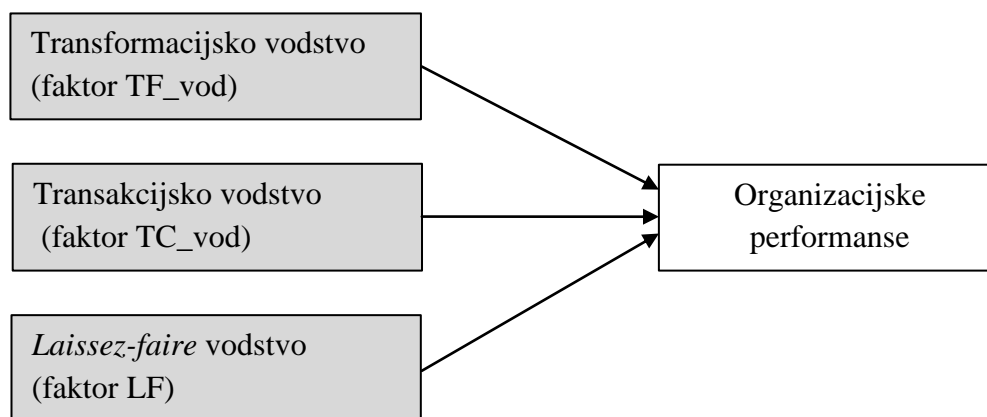 Transformacijsko vodstvo
(faktor TF_vod)
Transakcijsko vodstvo
(faktor TC_vod)
Laissez-faire vodstvo
(faktor LF)
Organizacijske
performanse